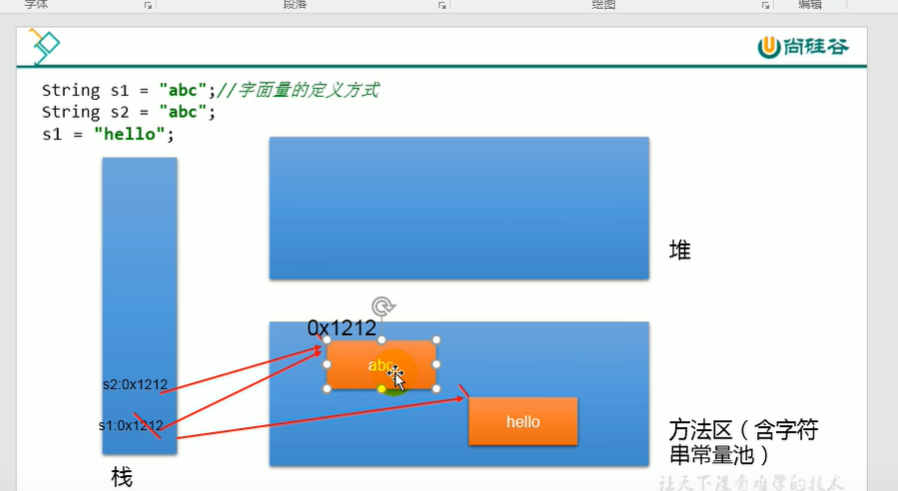 字体
段落
绘图
编辑
尚硅谷
String s1 = "abc";//字面量的定义方式
String s2 = "abc";
s1 = "hello";
堆
0x1212
abc
s2:0x1212
s1:0x1212
hello
方法区（含字符
串常量池）
栈
让天下没有难学的技术